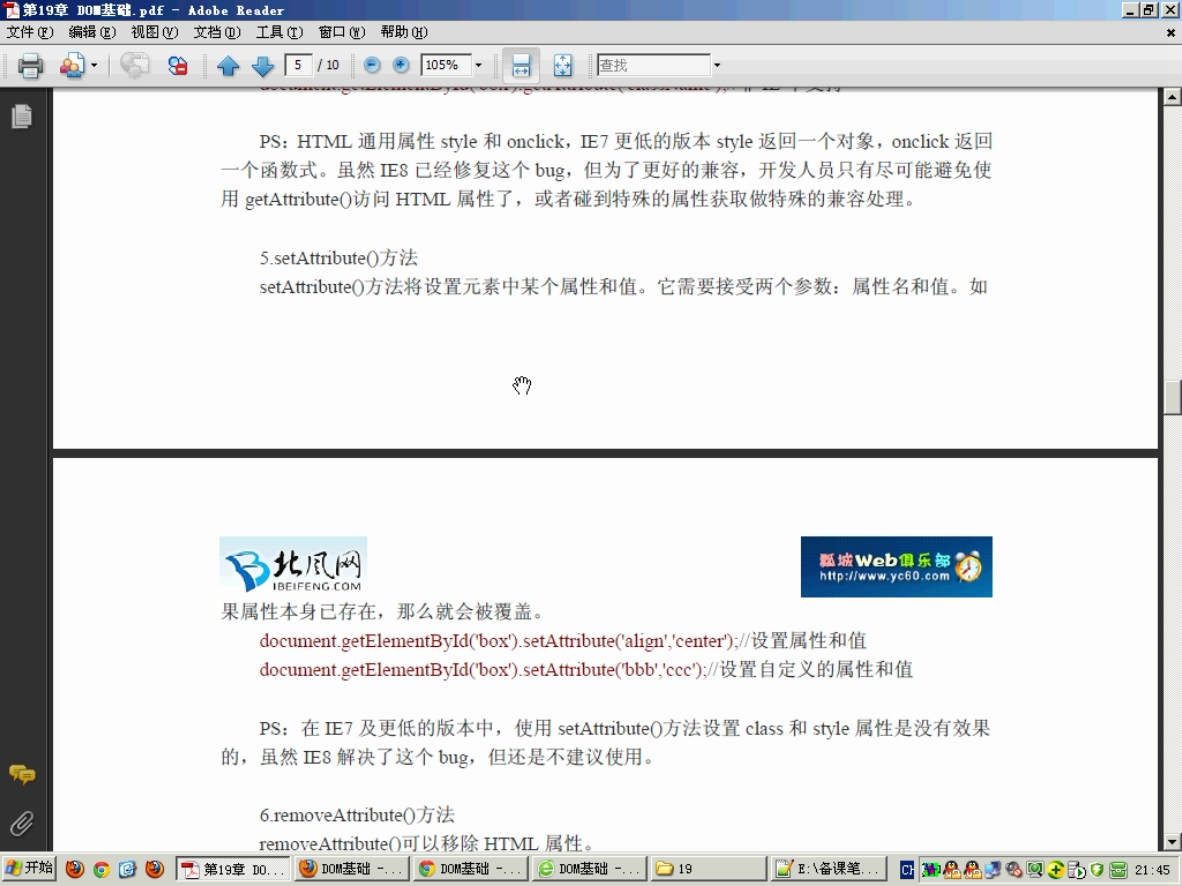 第19章 DOM基础.pdf - Adobe Reader
文件(F) 编辑(E) 视图(V) 文档(D) 工具(T) 窗口(W) 帮助(H)
5 / 10 105% 查找
document.getElementById('box').getAttribute('className');//非 IE 不支持
PS：HTML 通用属性 style 和 onclick，IE7 更低的版本 style 返回一个对象，onclick 返回
一个函数式。虽然 IE8 已经修复这个 bug，但为了更好的兼容，开发人员只有尽可能避免使
用 getAttribute()访问 HTML 属性了，或者碰到特殊的属性获取做特殊的兼容处理。
5.setAttribute()方法
setAttribute()方法将设置元素中某个属性和值。它需要接受两个参数：属性名和值。如
北风网
IBEIFENG.COM
瓢城Web俱乐部
http://www.yc60.com
果属性本身已存在，那么就会被覆盖。
document.getElementById('box').setAttribute('align','center');//设置属性和值
document.getElementById('box').setAttribute('bbb','ccc');//设置自定义的属性和值
PS：在 IE7 及更低的版本中，使用 setAttribute()方法设置 class 和 style 属性是没有效果
的，虽然 IE8 解决了这个 bug，但还是不建议使用。
6.removeAttribute()方法
removeAttribute()可以移除 HTML 属性。
开始 第19章 DO... DOM基础 -... DOM基础 -... DOM基础 -... 19 E:\备课笔... CH 21:45